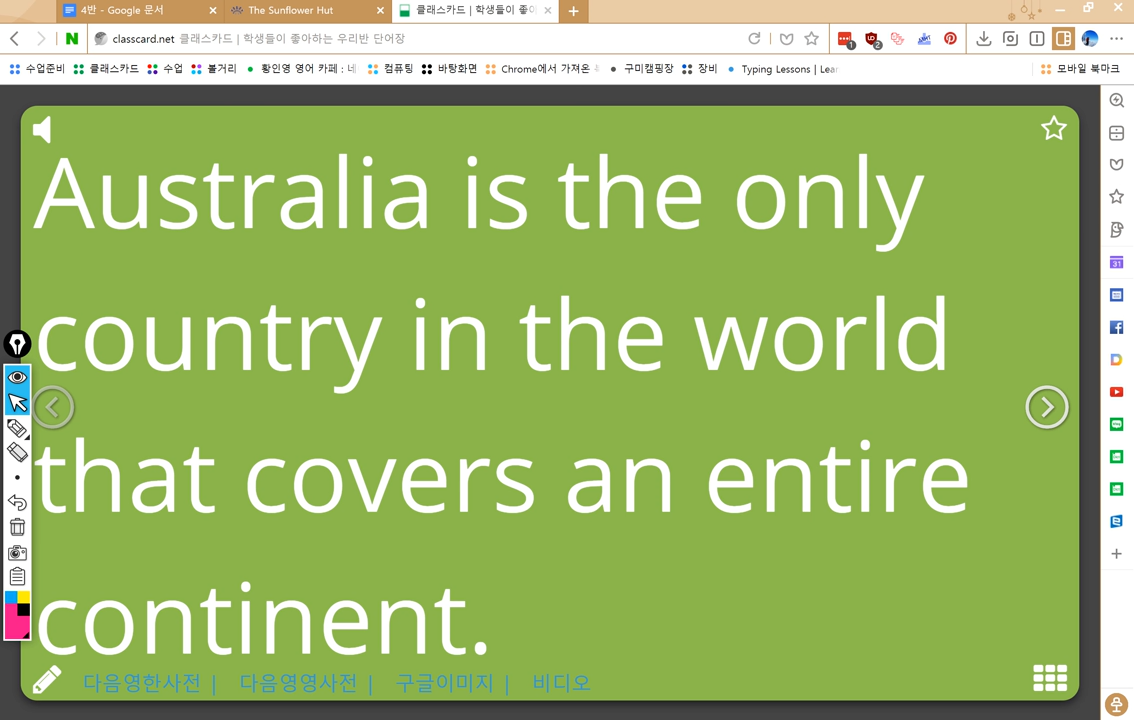 4반 - Google 문서
The Sunflower Hut
클래스카드 | 학생들이 좋아
classcard.net 클래스카드 | 학생들이 좋아하는 우리반 단어장
1
2
수업준비 클래스카드 수업 볼거리 황인영 영어 카페 : 네 컴퓨팅 바탕화면 Chrome에서 가져온 구미캠핑장 장비 Typing Lessons | Lear 모바일 북마크
31
Australia is the only
country in the world
that covers an entire
continent.
다음영한사전 | 다음영영사전 | 구글이미지 | 비디오